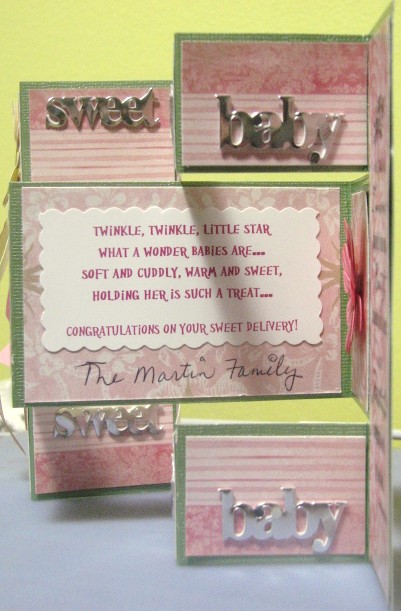 sweet
baby
TWINKLE, TWINKLE, LITTLE STAR
WHAT A WONDER BABIES ARE...
SOFT AND CUDDLY, WARM AND SWEET,
HOLDING HER IS SUCH A TREAT...
CONGRATULATIONS ON YOUR SWEET DELIVERY!
The Martin Family
sweet
baby